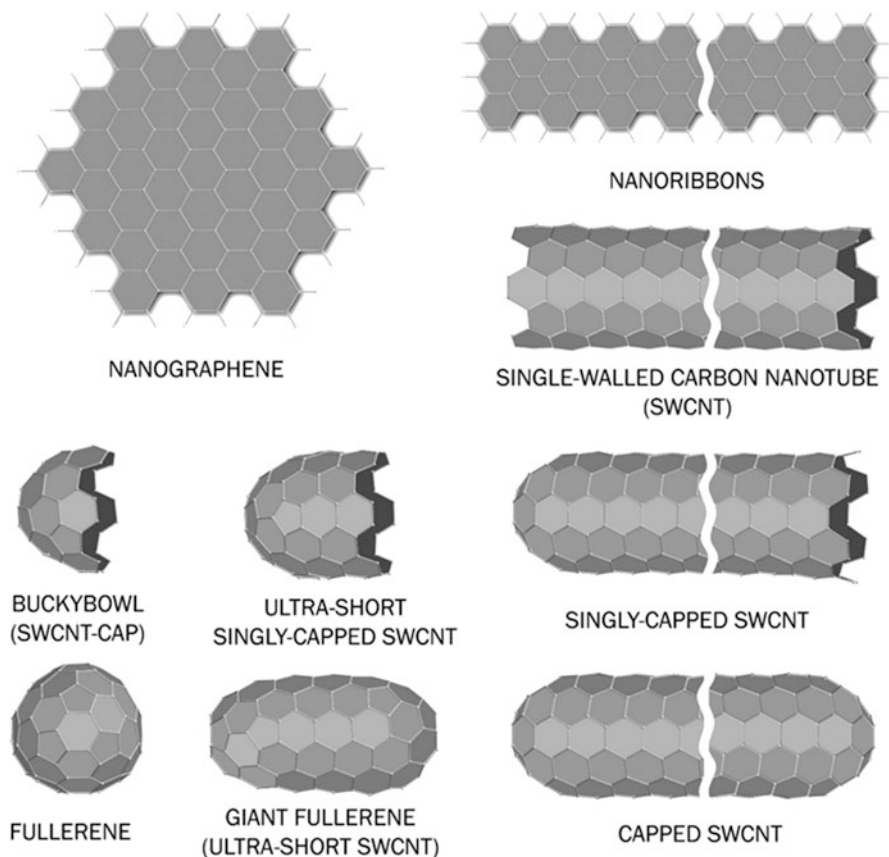 NANORIBBONS
NANOGRAPHENE
SINGLE-WALLED CARBON NANOTUBE
(SWCNT)
BUCKYBOWL
(SWCNT-CAP)
ULTRA-SHORT
SINGLY-CAPPED SWCNT
SINGLY-CAPPED SWCNT
FULLERENE
GIANT FULLERENE
(ULTRA-SHORT SWCNT)
CAPPED SWCNT